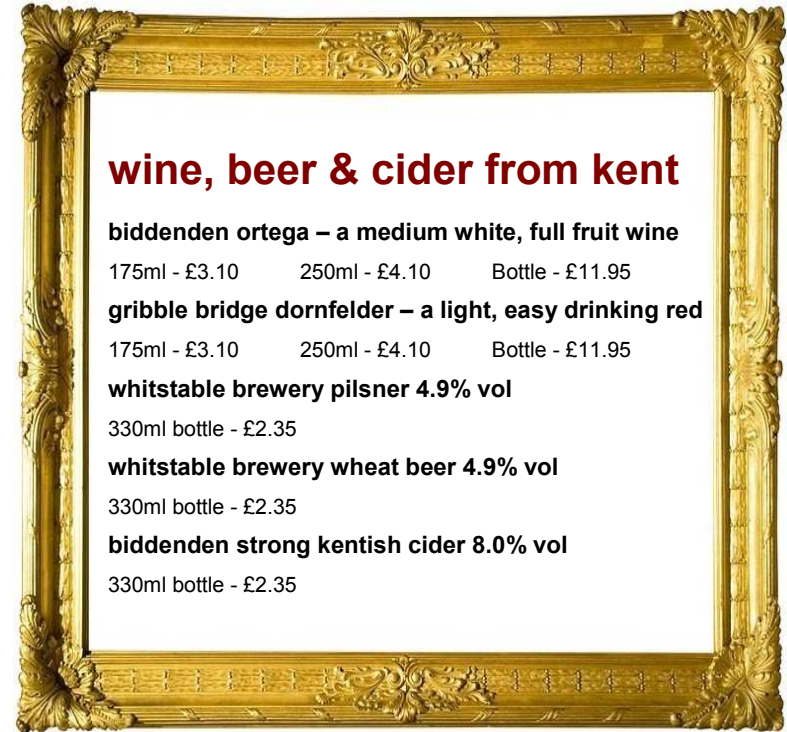 wine, beer & cider from kent
biddenden ortega – a medium white, full fruit wine
175ml - £3.10 250ml - £4.10 Bottle - £11.95
gribble bridge dornfelder – a light, easy drinking red
175ml - £3.10 250ml - £4.10 Bottle - £11.95
whitstable brewery pilsner 4.9% vol
330ml bottle - £2.35
whitstable brewery wheat beer 4.9% vol
330ml bottle - £2.35
biddenden strong kentish cider 8.0% vol
330ml bottle - £2.35